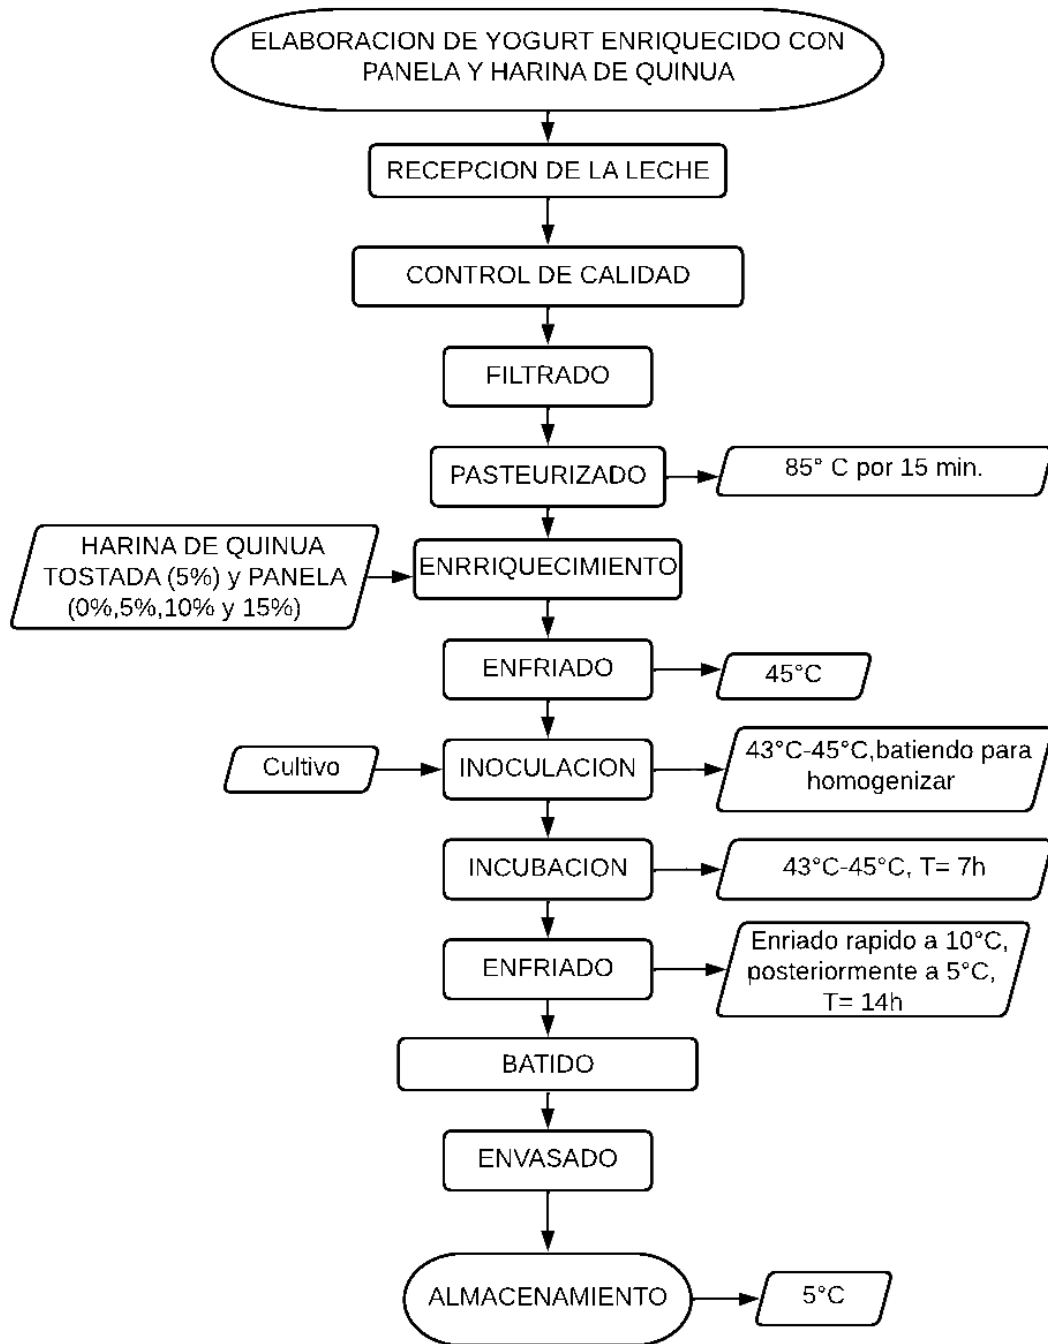 ELABORACION DE YOGURT ENRIQUECIDO CON
PANELA Y HARINA DE QUINUA
RECEPCION DE LA LECHE
CONTROL DE CALIDAD
FILTRADO
PASTEURIZADO
85° C por 15 min.
HARINA DE QUINUA
TOSTADA (5%) y PANELA
(0%,5%,10% y 15%)
ENRRIQUECIMIENTO
ENFRIADO
45°C
Cultivo
INOCULACION
43°C-45°C,batiendo para
homogenizar
INCUBACION
43°C-45°C, T= 7h
ENFRIADO
Enriado rapido a 10°C,
posteriormente a 5°C,
T= 14h
BATIDO
ENVASADO
ALMACENAMIENTO
5°C